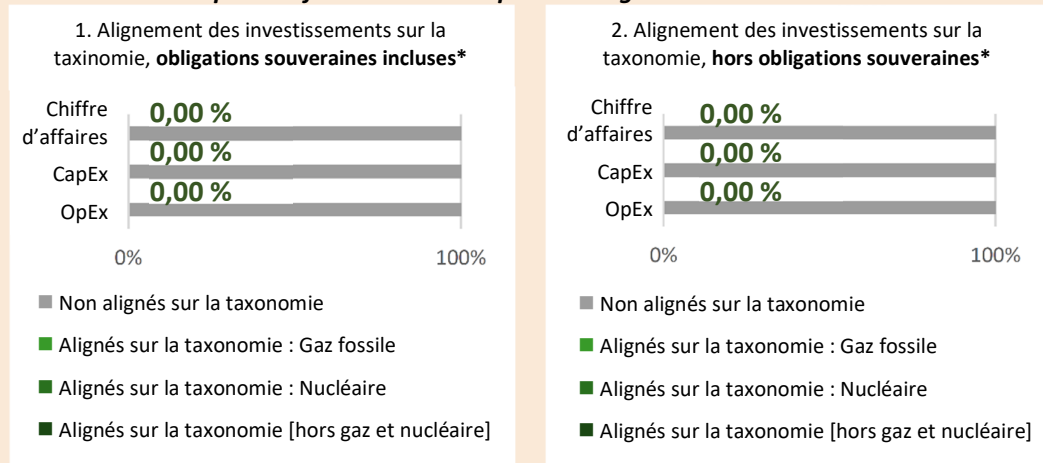 1. Alignement des investissements sur la
taxinomie, obligations souveraines incluses*
Chiffre
d'affaires
0,00 %
CapEx
0,00 %
OpEx
0,00 %
0%
100%
Non alignés sur la taxonomie
Alignés sur la taxonomie : Gaz fossile
Alignés sur la taxonomie : Nucléaire
Alignés sur la taxonomie [hors gaz et nucléaire]
2. Alignement des investissements sur la
taxonomie, hors obligations souveraines*
Chiffre
d'affaires
0,00 %
CapEx
0,00 %
OpEx
0,00 %
0%
100%
Non alignés sur la taxonomie
Alignés sur la taxonomie : Gaz fossile
Alignés sur la taxonomie : Nucléaire
Alignés sur la taxonomie [hors gaz et nucléaire]